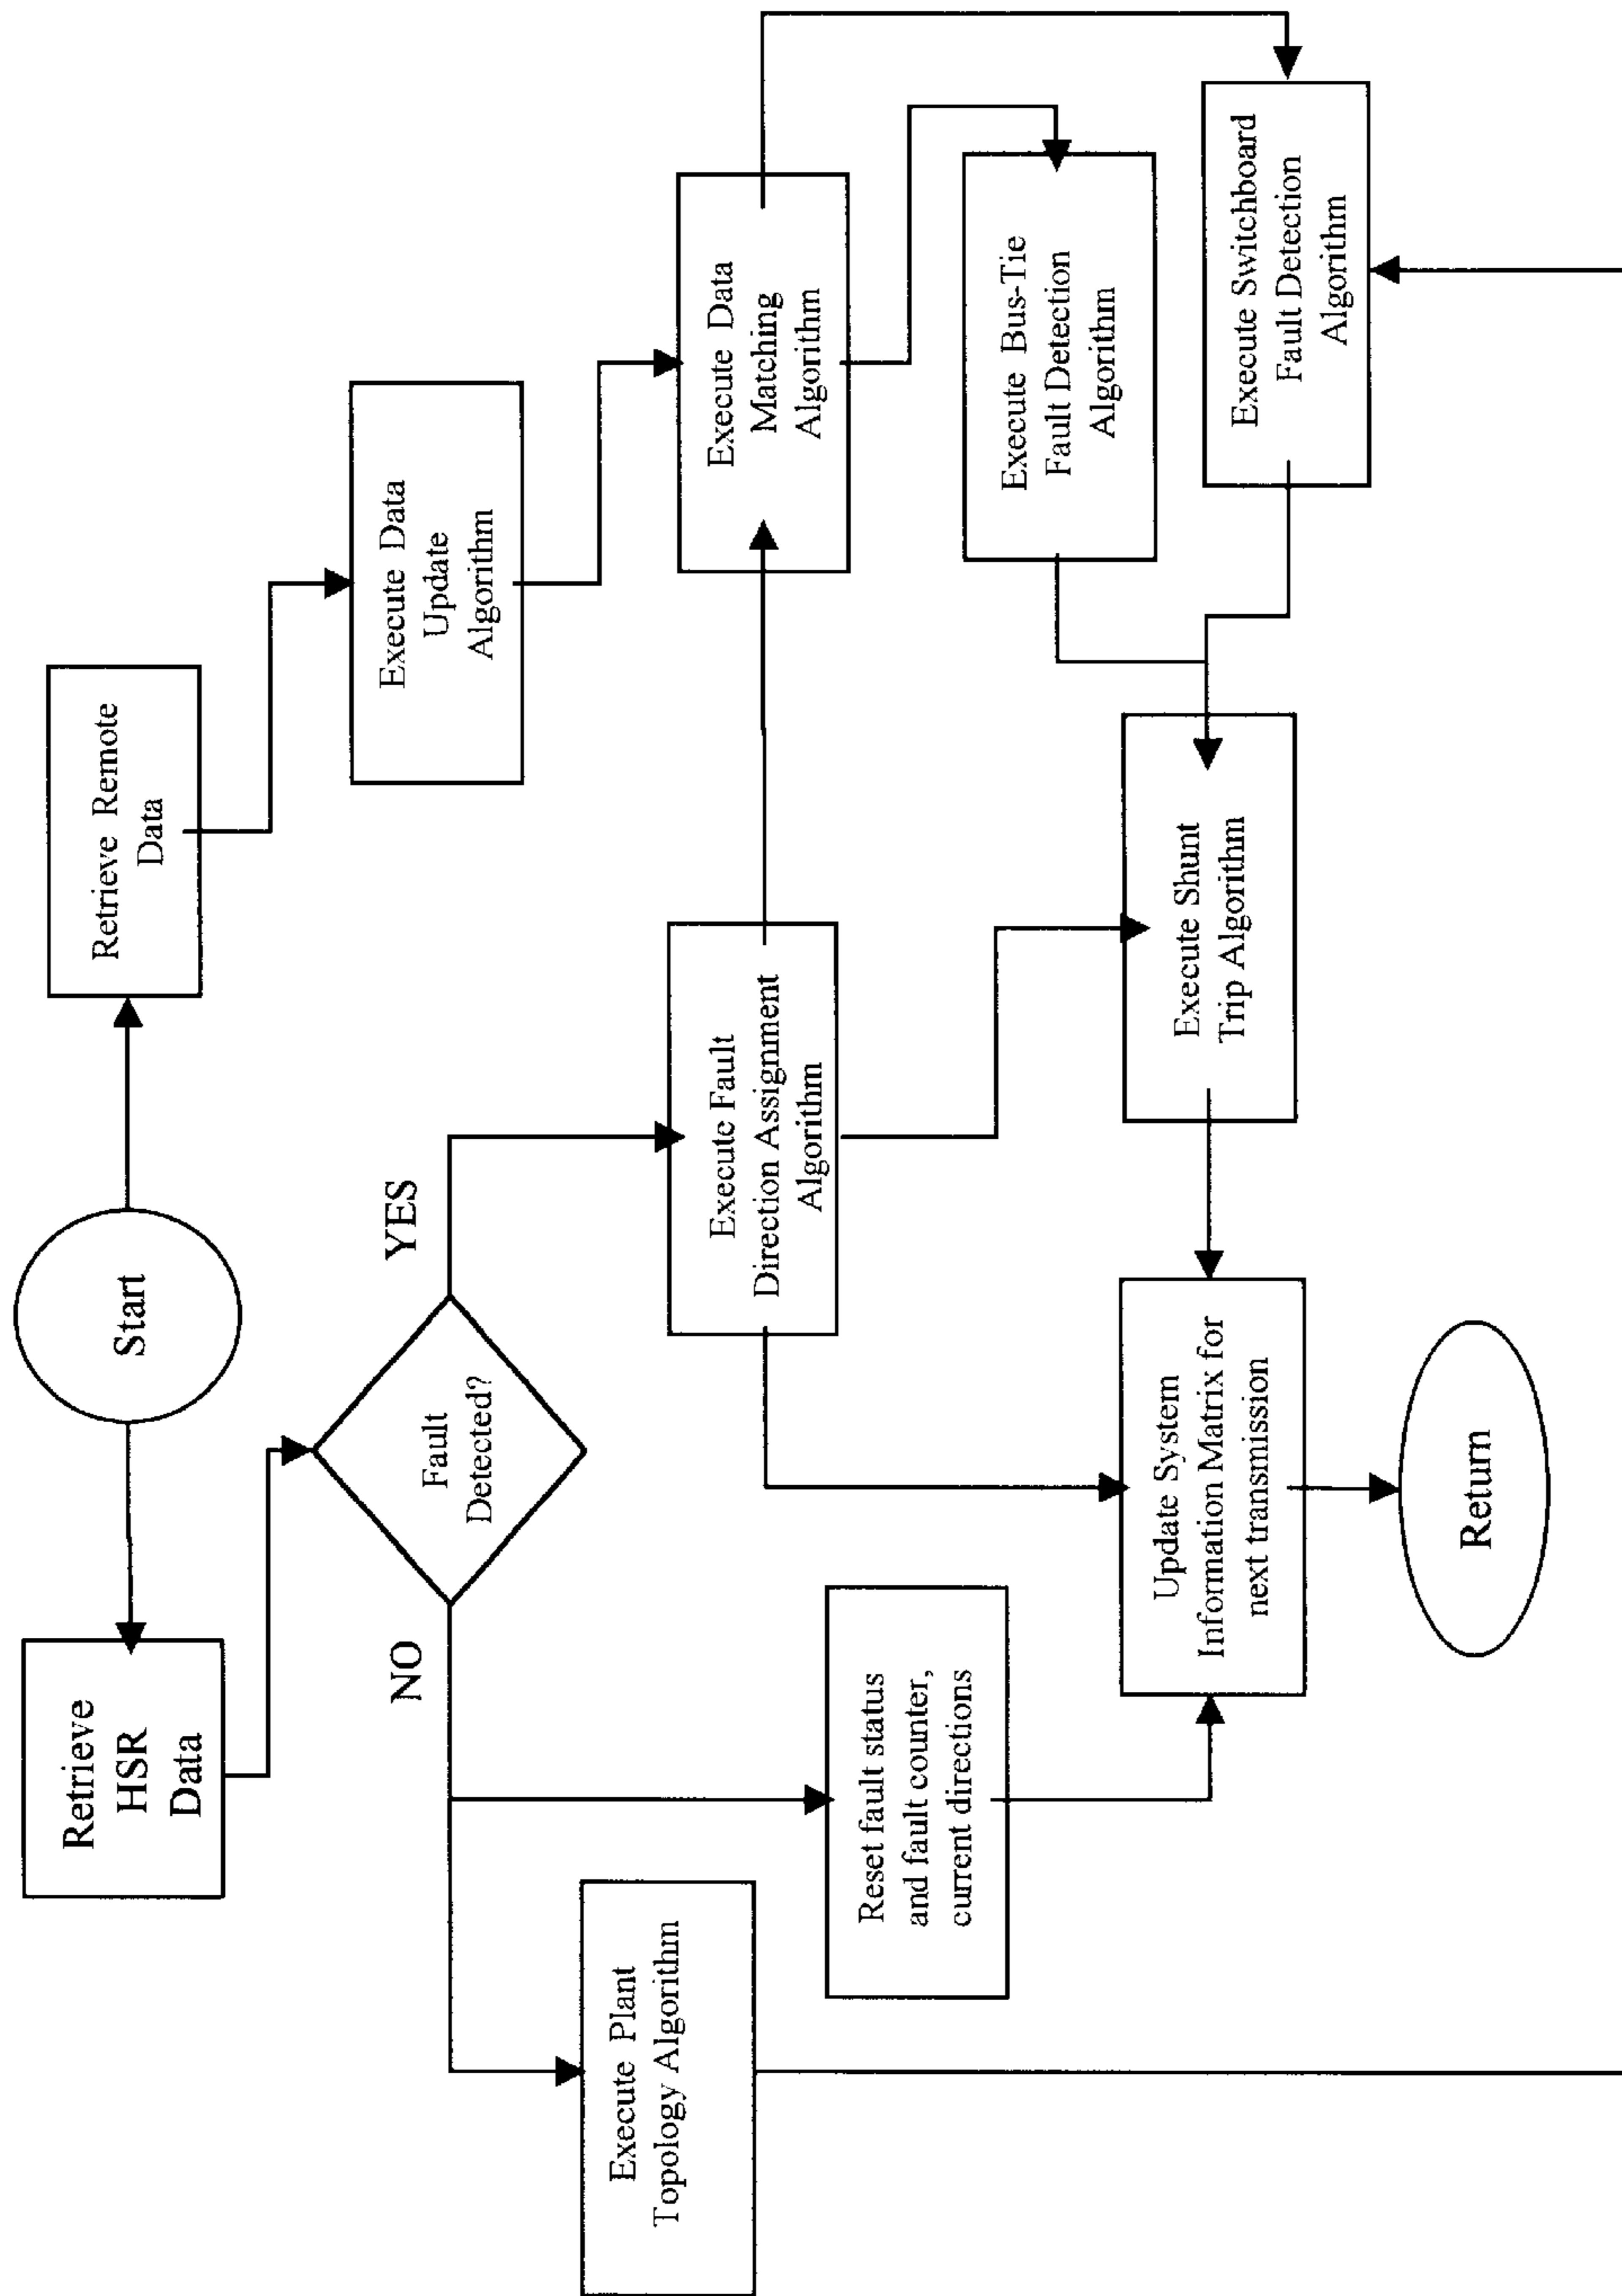 Start
Retrieve
HSR
Data
Retrieve Remote
Data
Fault
Detected?
NO
YES
Execute Data
Update
Algorithm
Execute Plant
Topology Algorithm
Execute Fault
Direction Assignment
Algorithm
Execute Data
Matching
Algorithm
Reset fault status
and fault counter,
current directions
Execute Bus-Tie
Fault Detection
Algorithm
Update System
Information Matrix for
next transmission
Execute Shunt
Trip Algorithm
Execute Switchboard
Fault Detection
Algorithm
Return